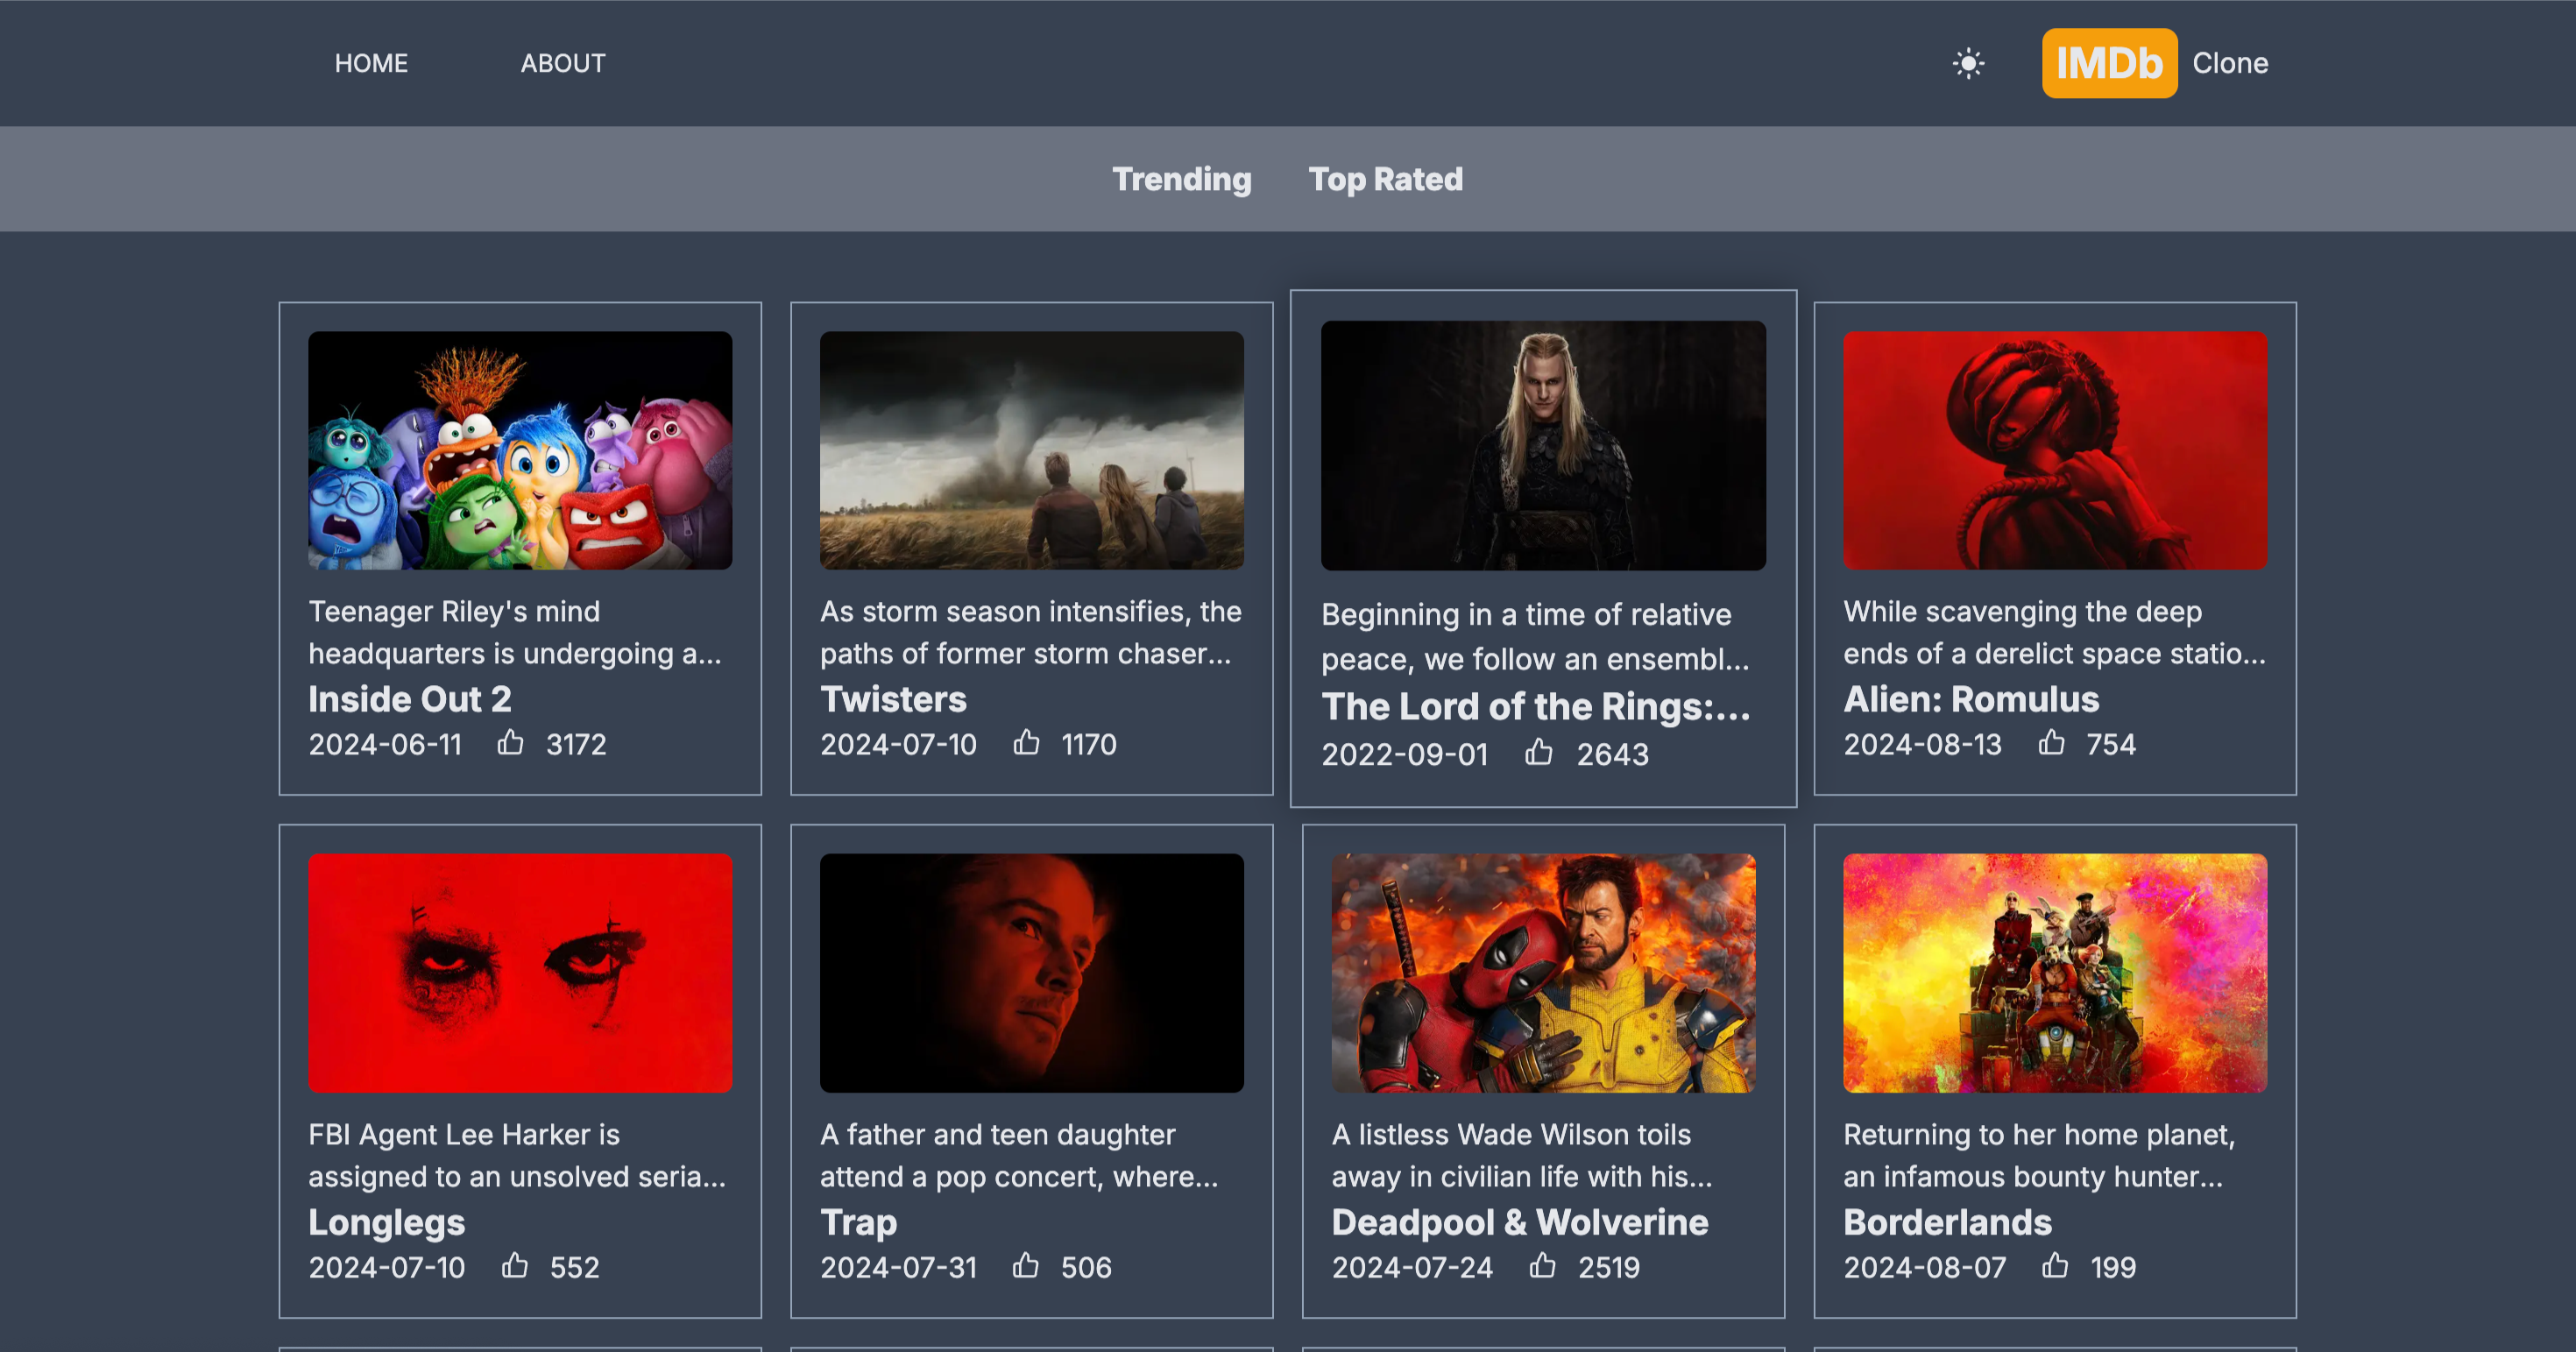 HOME
ABOUT
IMDb Clone
Trending
Top Rated
Teenager Riley's mind
headquarters is undergoing a...
Inside Out 2
2024-06-11 3172
As storm season intensifies, the
paths of former storm chaser...
Twisters
2024-07-10 1170
Beginning in a time of relative
peace, we follow an ensembl...
The Lord of the Rings:...
2022-09-01 2643
While scavenging the deep
ends of a derelict space statio...
Alien: Romulus
2024-08-13 754
FBI Agent Lee Harker is
assigned to an unsolved seria...
Longlegs
2024-07-10 552
A father and teen daughter
attend a pop concert, where...
Trap
2024-07-31 506
A listless Wade Wilson toils
away in civilian life with his...
Deadpool & Wolverine
2024-07-24 2519
Returning to her home planet,
an infamous bounty hunter...
Borderlands
2024-08-07 199